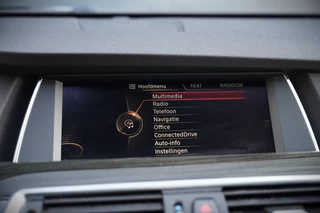 Hoofdmenu 10:47
Multimedia
Radio
Telefoon
Navigatie
Office
ConnectedDrive
Auto-info
Instellingen